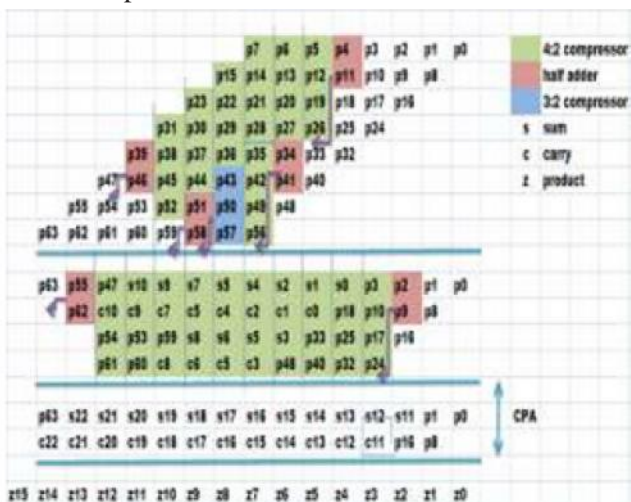 p7 p6 p5 p4 p3 p2 p1 p0
p15 p14 p13 p12 p11 p10 p9 p8
p23 p22 p21 p20 p19 p18 p17 p16
p31 p30 p29 p28 p27 p26 p25 p24
p39 p38 p37 p36 p35 p34 p33 p32
p47 p46 p45 p44 p43 p42 p41 p40
p55 p54 p53 p52 p51 p50 p49 p48
p63 p62 p61 p60 p59 p58 p57 p56
4:2 compressor
half adder
3:2 compressor
s sum
c carry
z product
p63 p55 p47 s10 s9 s7 s5 s4 s2 s1 s0 p3 p2 p1 p0
p62 c10 c9 c7 c5 c4 c2 c1 c0 p18 p10 p9 p8
p54 p53 p59 s8 s6 s5 s3 p33 p25 p17 p16
p61 p60 c8 c6 c5 c3 p48 p40 p32 p24
p63 s22 s21 s20 s19 s18 s17 s16 s15 s14 s13 s12 s11 p1 p0
c22 c21 c20 c19 c18 c17 c16 c15 c14 c13 c12 c11 p16 p8
CPA
z15 z14 z13 z12 z11 z10 z9 z8 z7 z6 z5 z4 z3 z2 z1 z0